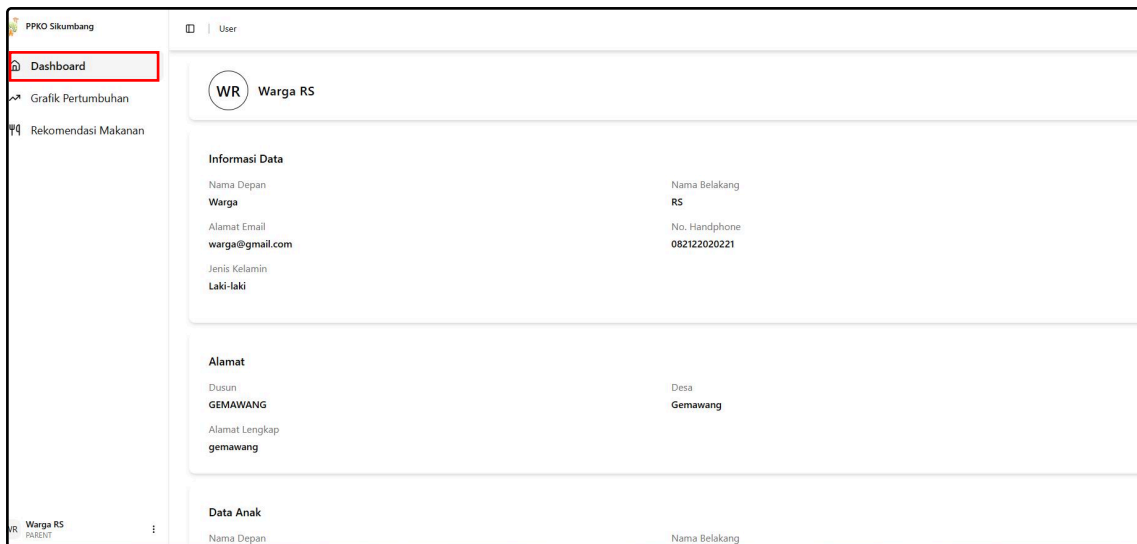 PPKO Sikumbang
User
Dashboard
Grafik Pertumbuhan
Rekomendasi Makanan
WR Warga RS
Informasi Data
Nama Depan Nama Belakang
Warga RS
Alamat Email No. Handphone
warga@gmail.com 082122020221
Jenis Kelamin
Laki-laki
Alamat
Dusun Desa
GEMAWANG Gemawang
Alamat Lengkap
gemawang
Data Anak
Nama Depan Nama Belakang
WR Warga RS
PARENT